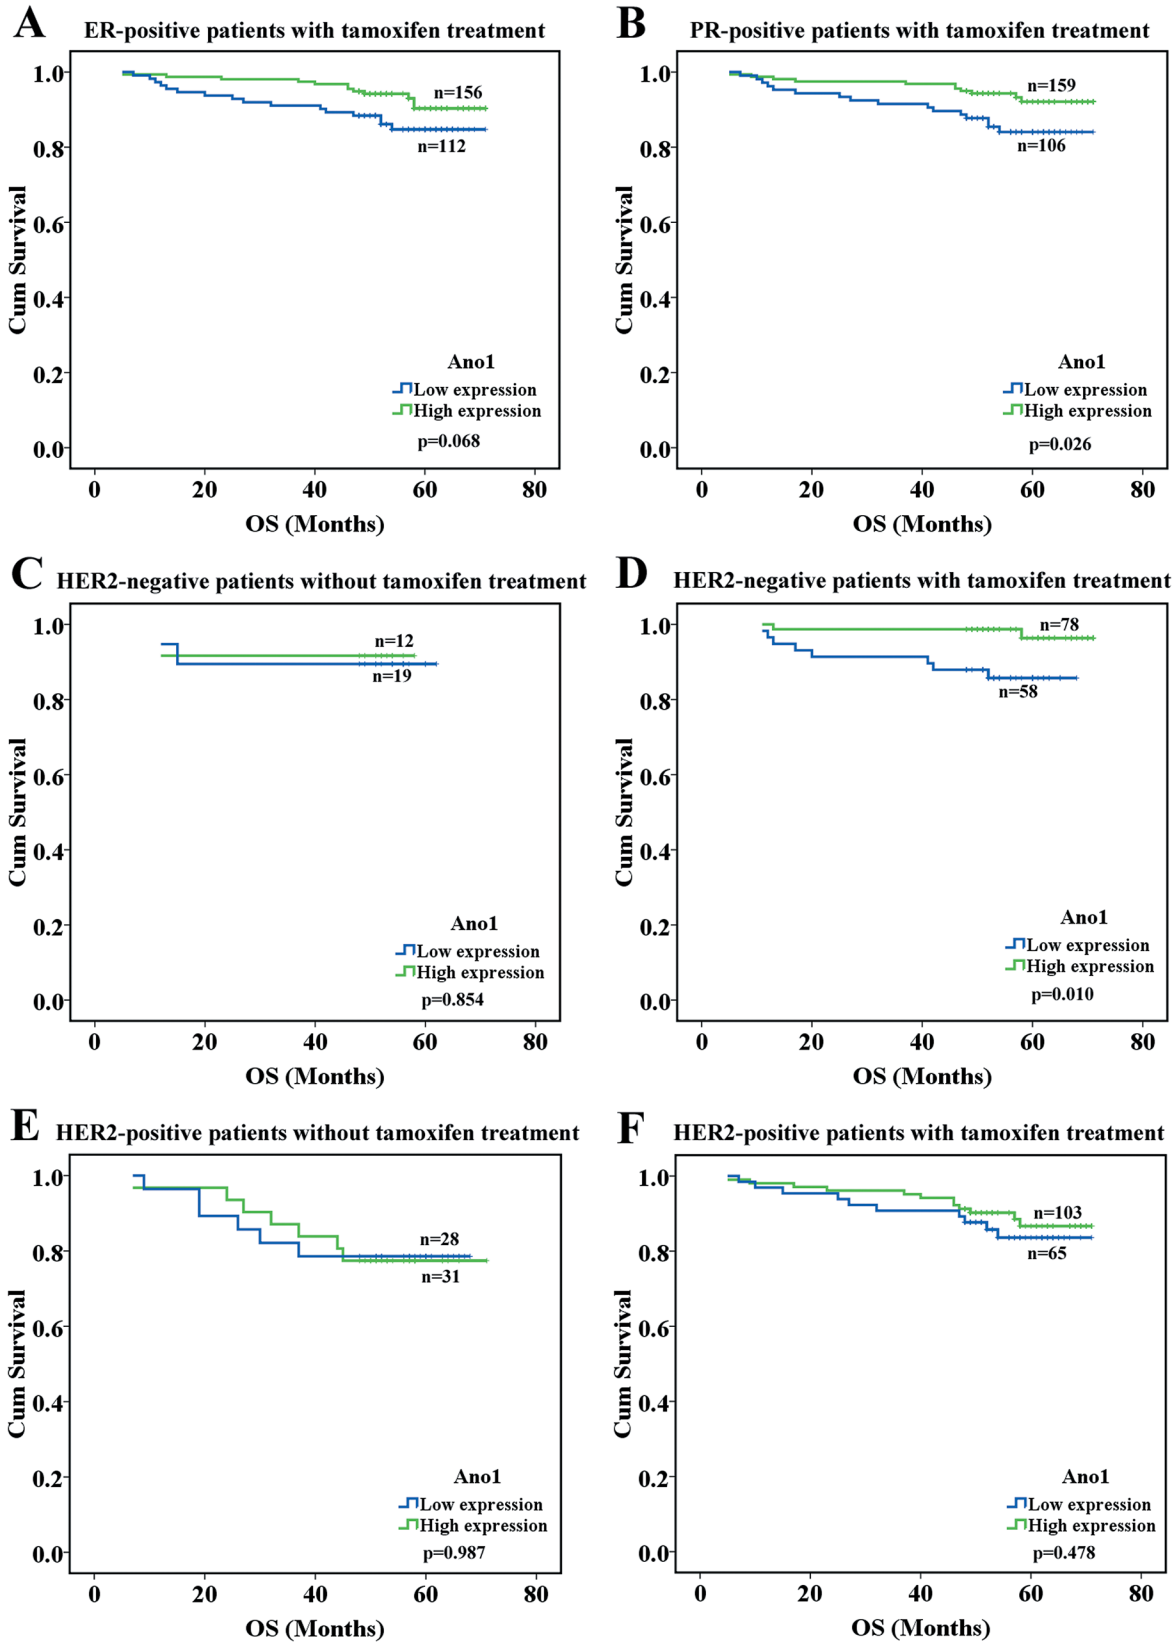 A
ER-positive patients with tamoxifen treatment
1.0
0.8
0.6
0.4
0.2
0.0
Cum Survival
n=156
n=112
Ano1
Low expression
High expression
p=0.068
0 20 40 60 80
OS (Months)
B
PR-positive patients with tamoxifen treatment
1.0
0.8
0.6
0.4
0.2
0.0
Cum Survival
n=159
n=106
Ano1
Low expression
High expression
p=0.026
0 20 40 60 80
OS (Months)
C
HER2-negative patients without tamoxifen treatment
1.0
0.8
0.6
0.4
0.2
0.0
Cum Survival
n=12
n=19
Ano1
Low expression
High expression
p=0.854
0 20 40 60 80
OS (Months)
D
HER2-negative patients with tamoxifen treatment
1.0
0.8
0.6
0.4
0.2
0.0
Cum Survival
n=78
n=58
Ano1
Low expression
High expression
p=0.010
0 20 40 60 80
OS (Months)
E
HER2-positive patients without tamoxifen treatment
1.0
0.8
0.6
0.4
0.2
0.0
Cum Survival
n=28
n=31
Ano1
Low expression
High expression
p=0.987
0 20 40 60 80
OS (Months)
F
HER2-positive patients with tamoxifen treatment
1.0
0.8
0.6
0.4
0.2
0.0
Cum Survival
n=103
n=65
Ano1
Low expression
High expression
p=0.478
0 20 40 60 80
OS (Months)